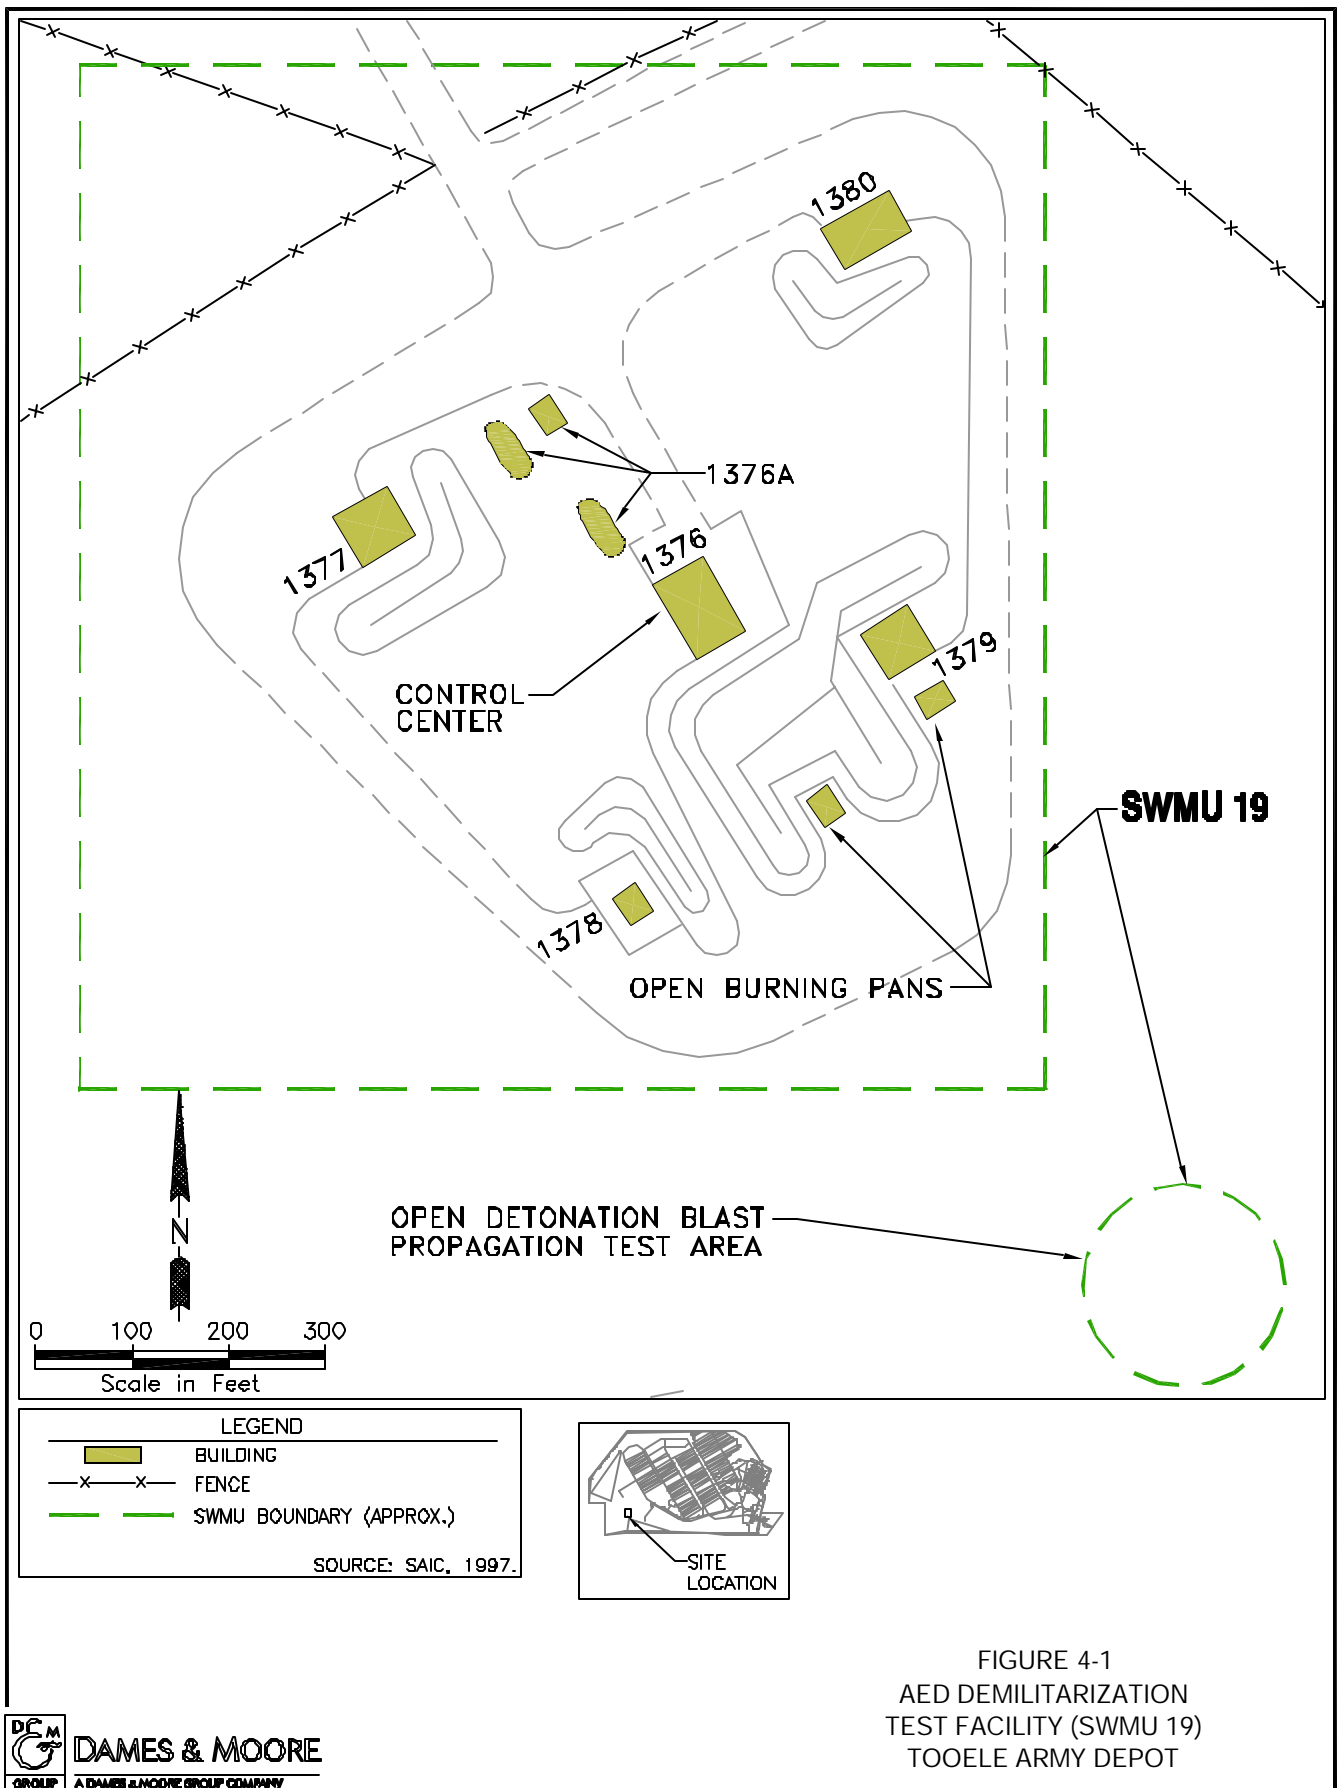 1380
1376A
1376
1377
1379
CONTROL
CENTER
SWMU 19
1378
OPEN BURNING PANS
OPEN DETONATION BLAST
PROPAGATION TEST AREA
N
0 100 200 300
Scale in Feet
LEGEND
BUILDING
FENCE
SWMU BOUNDARY (APPROX.)
SOURCE: SAIC, 1997.
SITE
LOCATION
FIGURE 4-1
AED DEMILITARIZATION
TEST FACILITY (SWMU 19)
TOOELE ARMY DEPOT
D M
GROUP
DAMES & MOORE
A DAMES & MOORE GROUP COMPANY